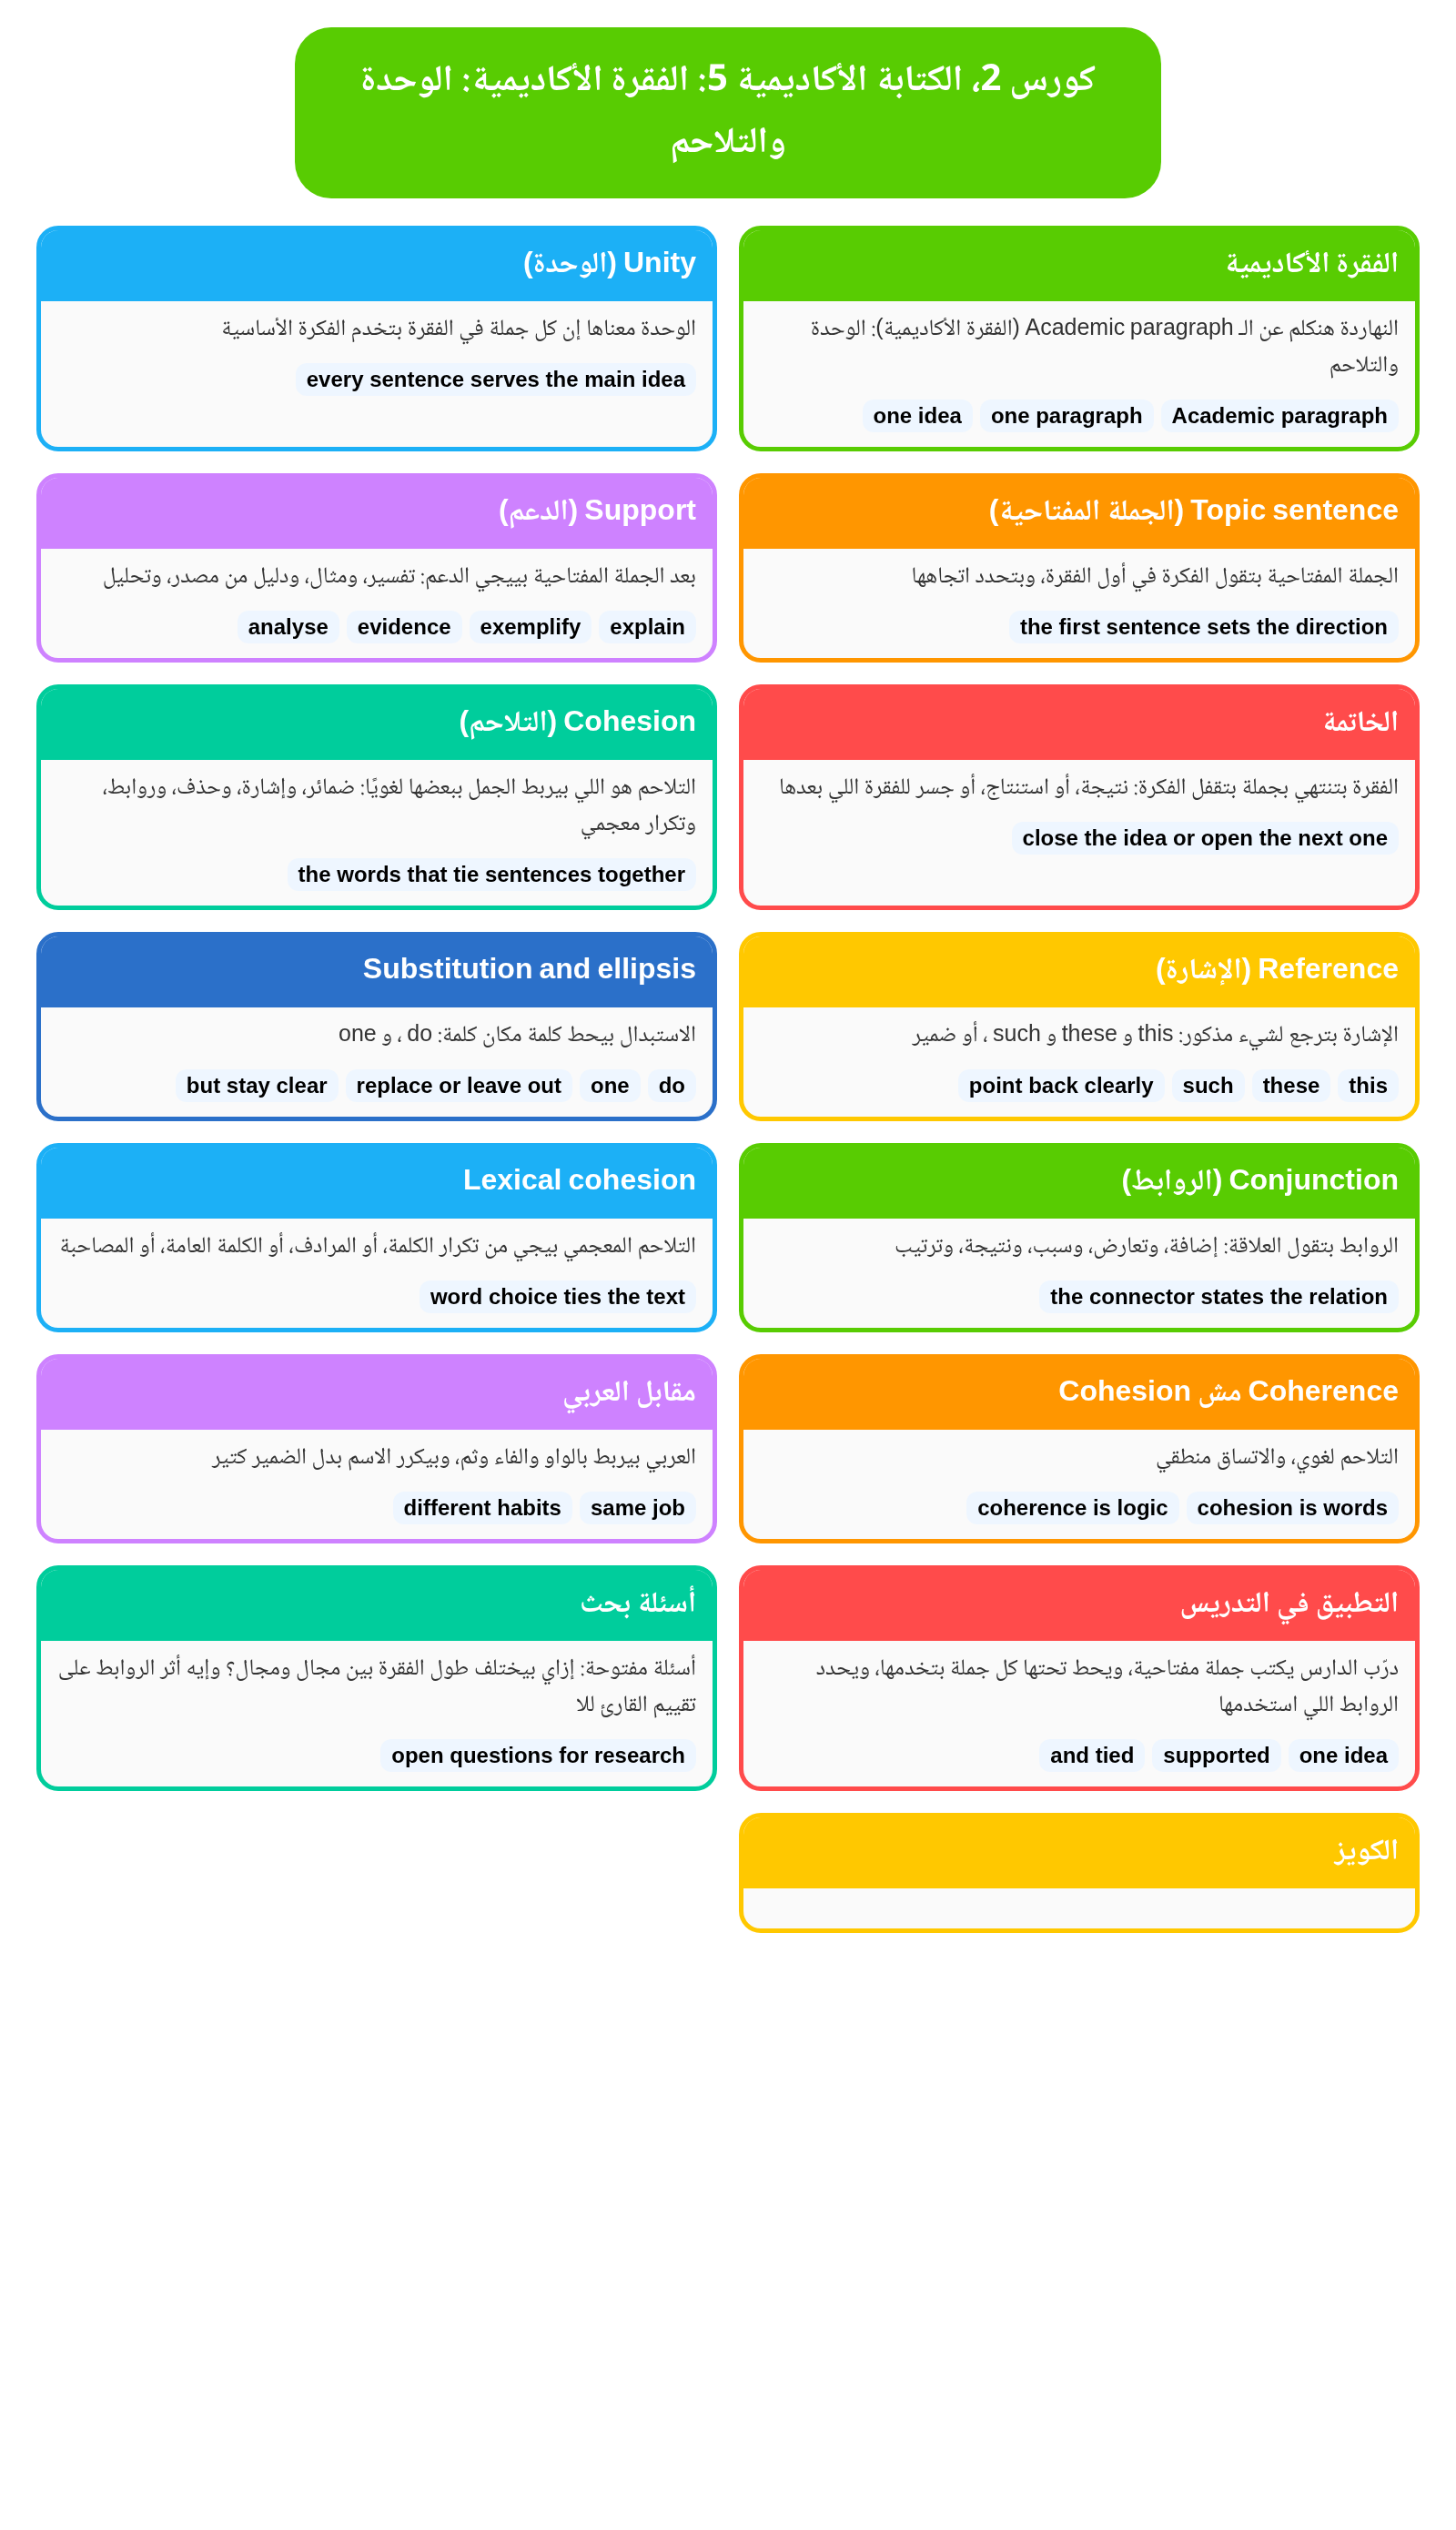 كورس 2، الكتابة الأكاديمية 5: الفقرة الأكاديمية: الوحدة
والتلاحم
الفقرة الأكاديمية
النهاردة هنكلم عن الـ Academic paragraph (الفقرة الأكاديمية): الوحدة
والتلاحم
Academic paragraph one paragraph one idea
Unity (الوحدة)
الوحدة معناها إن كل جملة في الفقرة بتخدم الفكرة الأساسية
every sentence serves the main idea
Topic sentence (الجملة المفتاحية)
الجملة المفتاحية بتقول الفكرة في أول الفقرة، وبتحدد اتجاهها
the first sentence sets the direction
Support (الدعم)
بعد الجملة المفتاحية بييجي الدعم: تفسير، ومثال، ودليل من مصدر، وتحليل
explain exemplify evidence analyse
الخاتمة
الفقرة بتنتهي بجملة بتقفل الفكرة: نتيجة، أو استنتاج، أو جسر للفقرة اللي بعدها
close the idea or open the next one
Cohesion (التلاحم)
التلاحم هو اللي بيربط الجمل ببعضها لغويًا: ضمائر، وإشارة، وحذف، وروابط،
وتكرار معجمي
the words that tie sentences together
Reference (الإشارة)
الإشارة بترجع لشيء مذكور: this و these و such ، أو ضمير
this these such point back clearly
Substitution and ellipsis
الاستبدال بيحط كلمة مكان كلمة: do ، و one
do one replace or leave out but stay clear
Conjunction (الروابط)
الروابط بتقول العلاقة: إضافة، وتعارض، وسبب، ونتيجة، وترتيب
the connector states the relation
Lexical cohesion
التلاحم المعجمي بييجي من تكرار الكلمة، أو المرادف، أو الكلمة العامة، أو المصاحبة
word choice ties the text
Coherence مش Cohesion
التلاحم لغوي، والاتساق منطقي
cohesion is words coherence is logic
مقابل العربي
العربي بيربط بالواو والفاء وثم، وبيكرر الاسم بدل الضمير كتير
same job different habits
التطبيق في التدريس
درّب الدارس يكتب جملة مفتاحية، ويحط تحتها كل جملة بتخدمها، ويحدد
الروابط اللي استخدمها
one idea supported and tied
أسئلة بحث
أسئلة مفتوحة: إزاي بيختلف طول الفقرة بين مجال ومجال؟ وإيه أثر الروابط على
تقييم القارئ للا
open questions for research
الكويز